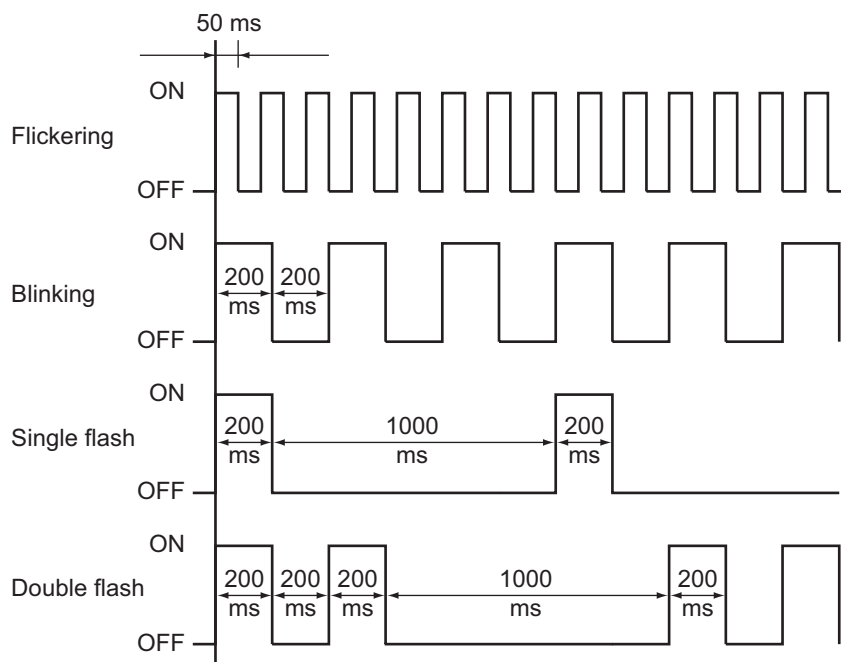 50 ms
ON
Flickering
OFF
ON
200 200
Blinking
ms ms
OFF
ON
200 1000 200
Single flash
ms ms ms
OFF
ON
200 200 200 1000 200
Double flash
ms ms ms ms ms
OFF